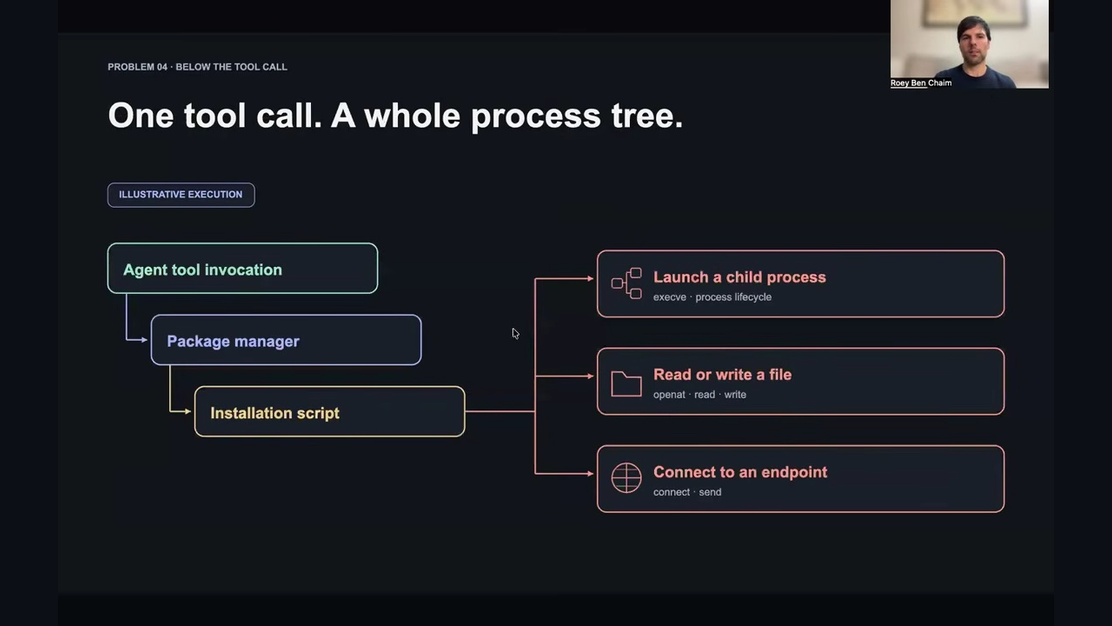 PROBLEM 04 · BELOW THE TOOL CALL
One tool call. A whole process tree.
ILLUSTRATIVE EXECUTION
Agent tool invocation
Package manager
Installation script
Launch a child process
execve · process lifecycle
Read or write a file
openat · read · write
Connect to an endpoint
connect · send
Roey Ben Chaim